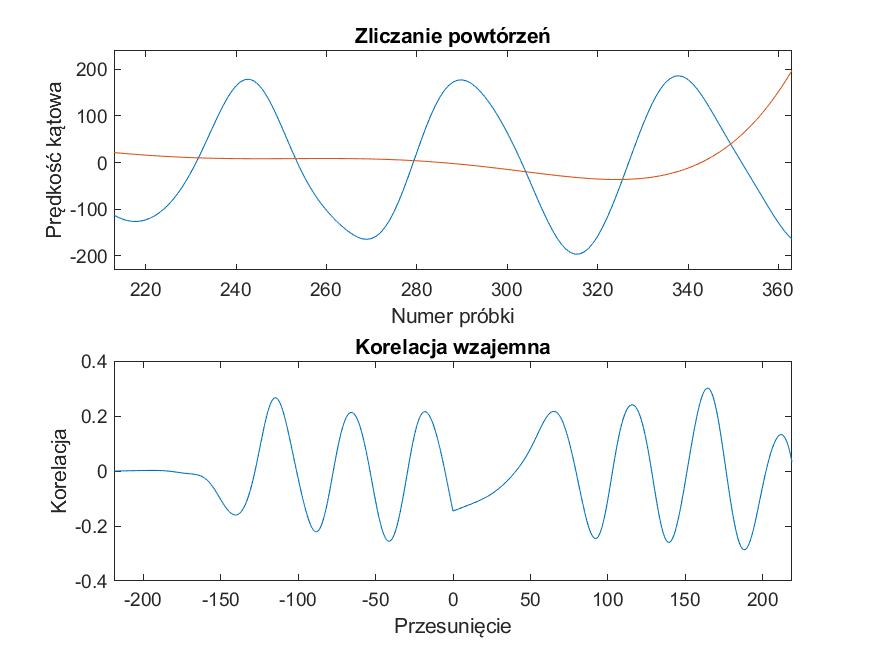 Zliczanie powtórzeń
200
100
0
-100
-200
Prędkość kątowa
220 240 260 280 300 320 340 360
Numer próbki
Korelacja wzajemna
0.4
0.2
0
-0.2
-0.4
Korelacja
-200 -150 -100 -50 0 50 100 150 200
Przesunięcie